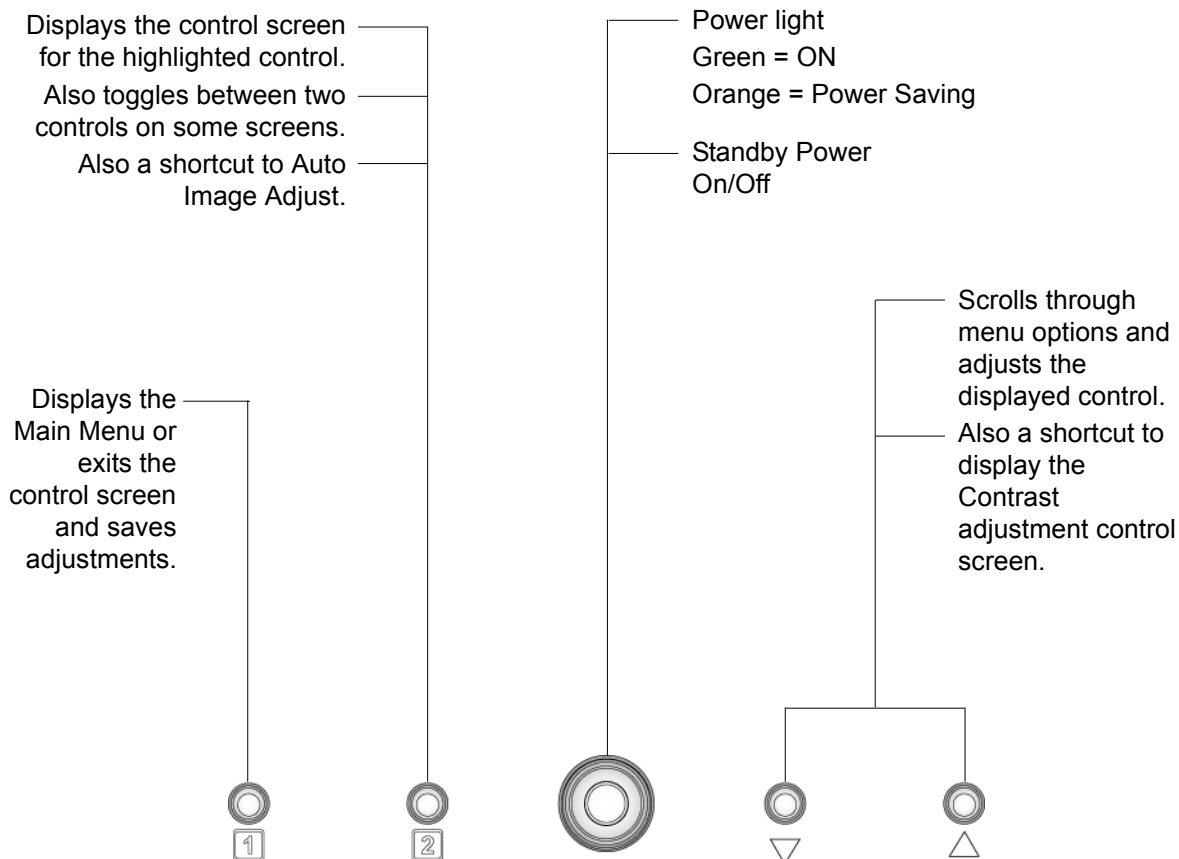 Displays the control screen
for the highlighted control.
Also toggles between two
controls on some screens.
Also a shortcut to Auto
Image Adjust.
Power light
Green = ON
Orange = Power Saving
Standby Power
On/Off
Scrolls through
menu options and
adjusts the
displayed control.
Also a shortcut to
display the
Contrast
adjustment control
screen.
Displays the
Main Menu or
exits the
control screen
and saves
adjustments.
1
2